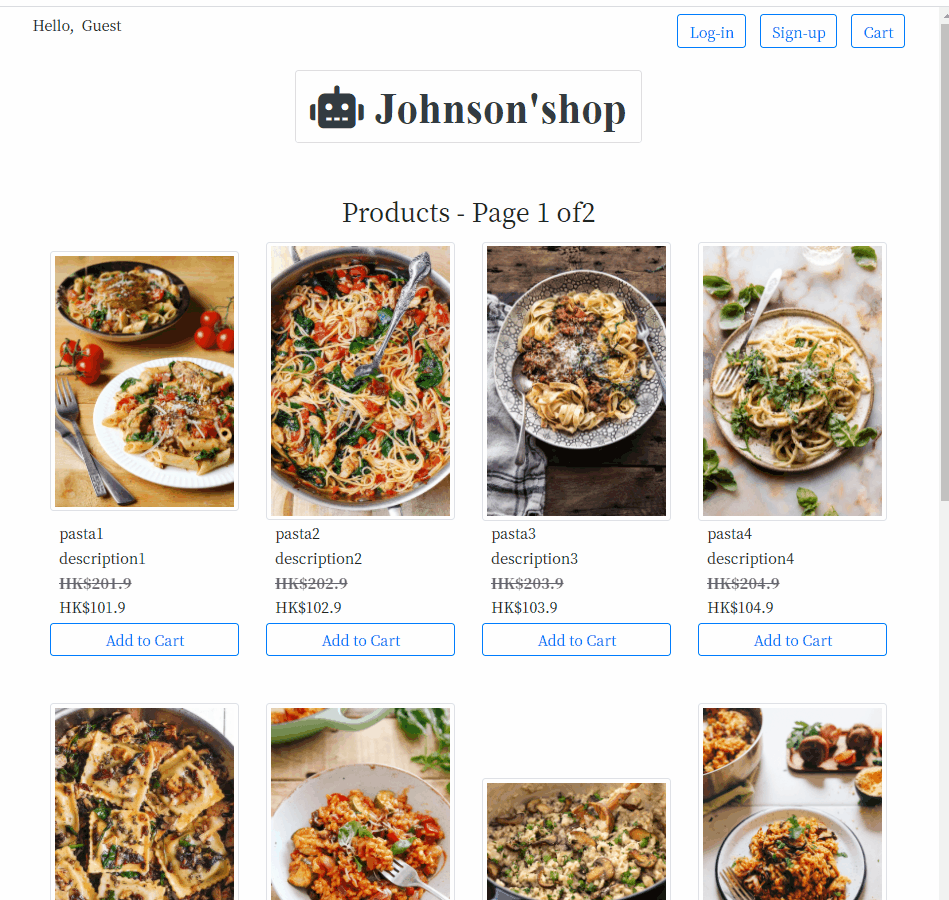 Hello, Guest
Log-in
Sign-up
Cart
Johnson'shop
Products - Page 1 of2
pasta1
description1
HK$201.9
HK$101.9
Add to Cart
pasta2
description2
HK$202.9
HK$102.9
Add to Cart
pasta3
description3
HK$203.9
HK$103.9
Add to Cart
pasta4
description4
HK$204.9
HK$104.9
Add to Cart